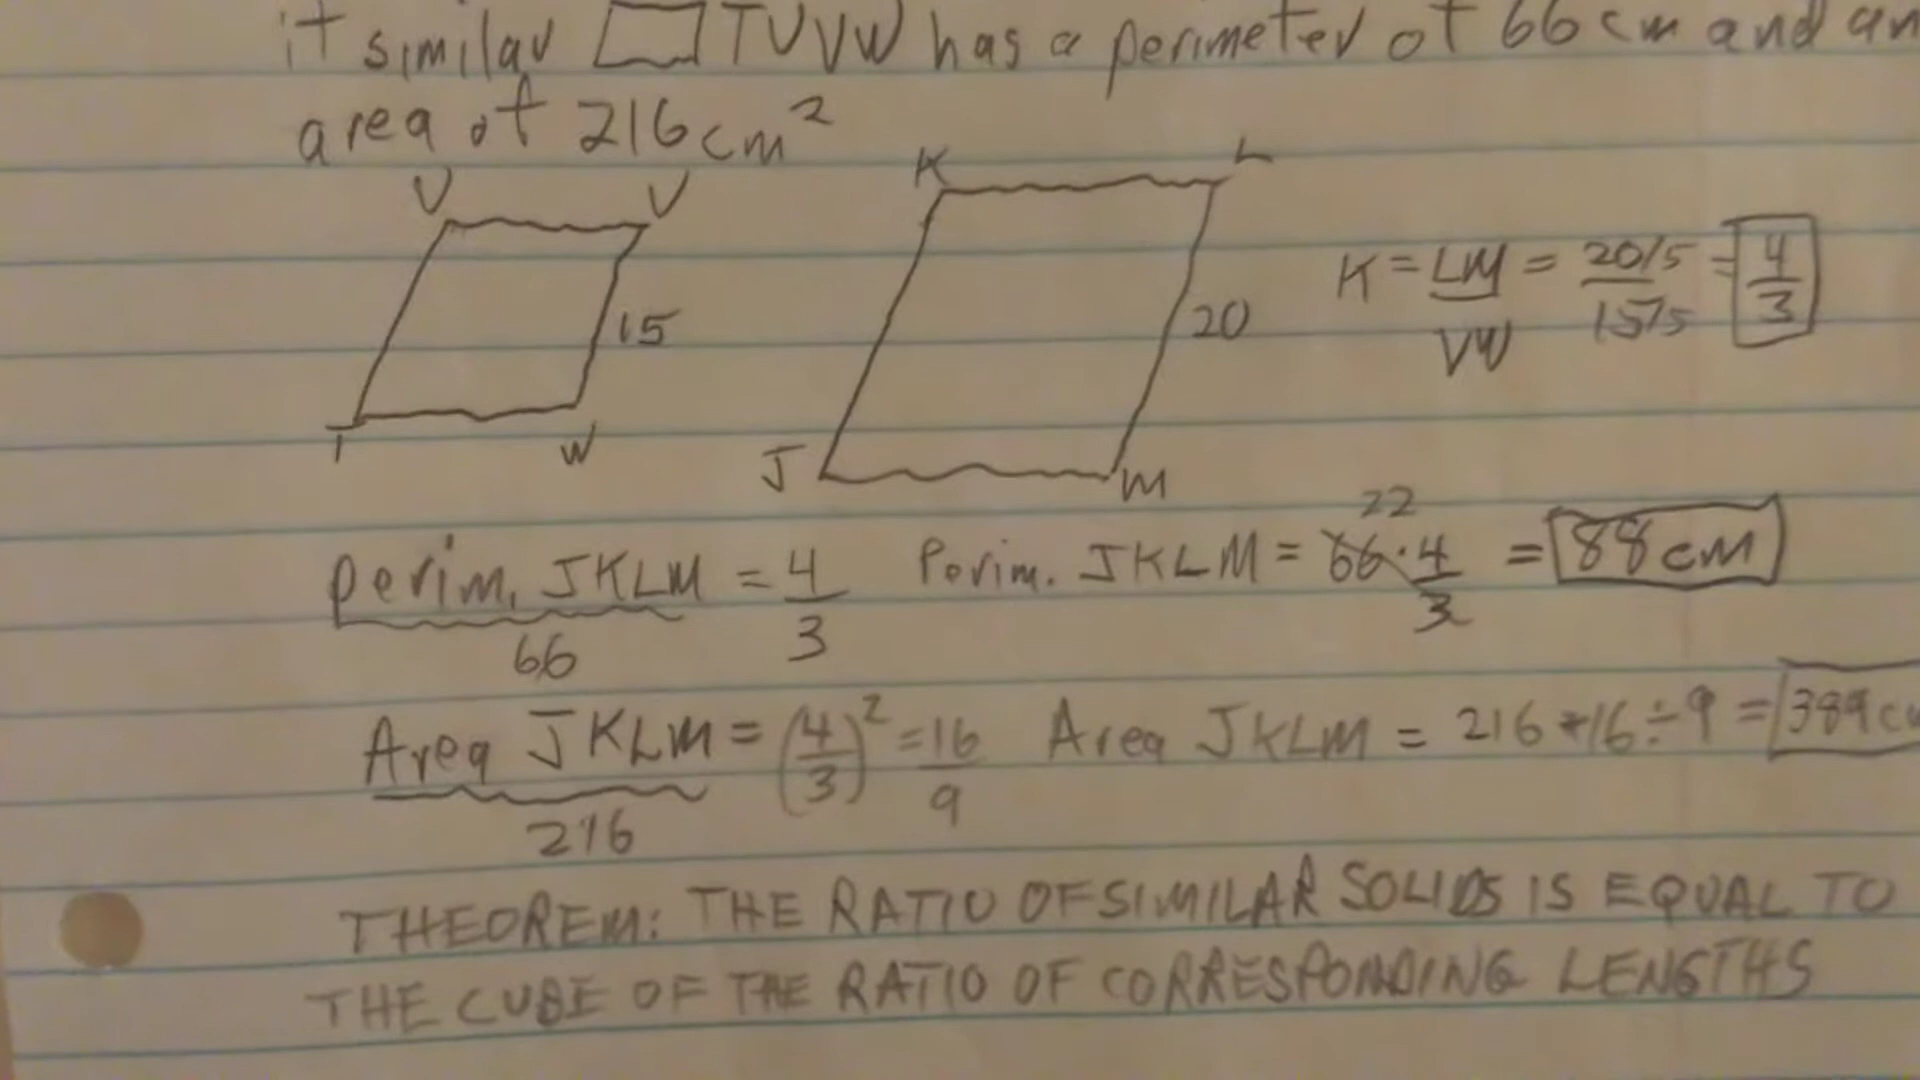 if similar ▱ TUVW has a perimeter of 66 cm and an
area of 216 cm²
U V K L
K = LM/VW = 20/5/15/5 = 4/3
15 20
T W J M
perim. JKLM/66 = 4/3 Perim. JKLM = 66 · 4/3 = 88 cm
22
Area JKLM/216 = (4/3)² = 16/9 Area JKLM = 216 * 16 ÷ 9 = 384 cm
THEOREM: THE RATIO OF SIMILAR SOLIDS IS EQUAL TO
THE CUBE OF THE RATIO OF CORRESPONDING LENGTHS